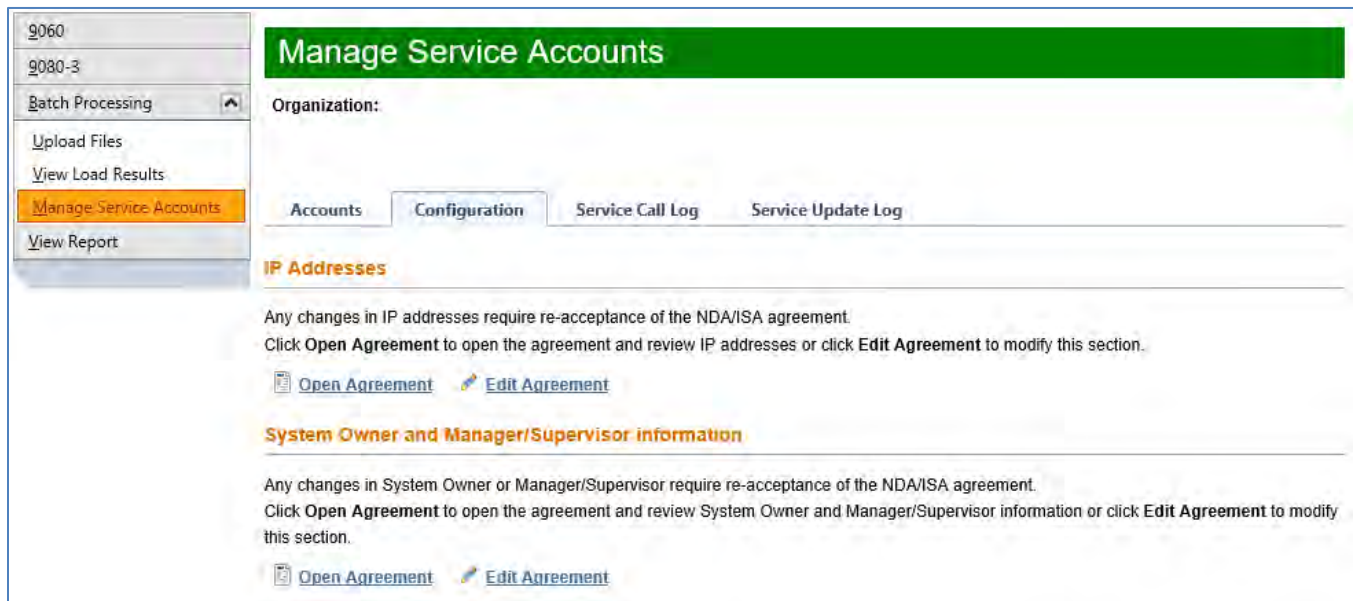 9060
9080-3
Batch Processing
Upload Files
View Load Results
Manage Service Accounts
View Report
Manage Service Accounts
Organization:
Accounts Configuration Service Call Log Service Update Log
IP Addresses
Any changes in IP addresses require re-acceptance of the NDA/ISA agreement.
Click Open Agreement to open the agreement and review IP addresses or click Edit Agreement to modify this section.
Open Agreement Edit Agreement
System Owner and Manager/Supervisor information
Any changes in System Owner or Manager/Supervisor require re-acceptance of the NDA/ISA agreement.
Click Open Agreement to open the agreement and review System Owner and Manager/Supervisor information or click Edit Agreement to modify
this section.
Open Agreement Edit Agreement